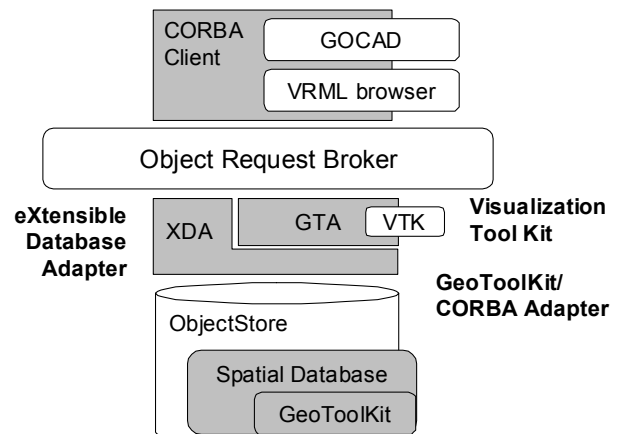 CORBA
Client
GOCAD
VRML browser
Object Request Broker
eXtensible
Database
Adapter
XDA
GTA
VTK
Visualization
Tool Kit
GeoToolKit/
CORBA Adapter
ObjectStore
Spatial Database
GeoToolKit